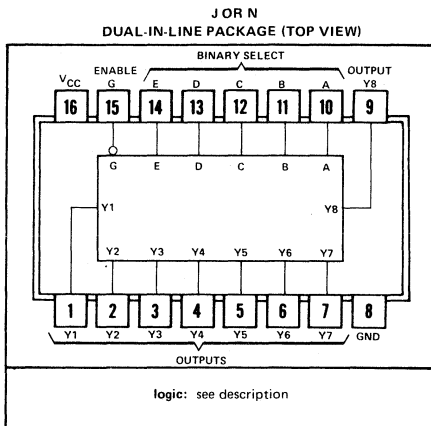 J OR N
DUAL-IN-LINE PACKAGE (TOP VIEW)
BINARY SELECT
ENABLE OUTPUT
VCC G E D C B A Y8
16 15 14 13 12 11 10 9
G E D C B A
Y1 Y8
Y2 Y3 Y4 Y5 Y6 Y7
1 2 3 4 5 6 7 8
Y1 Y2 Y3 Y4 Y5 Y6 Y7 GND
OUTPUTS
logic: see description